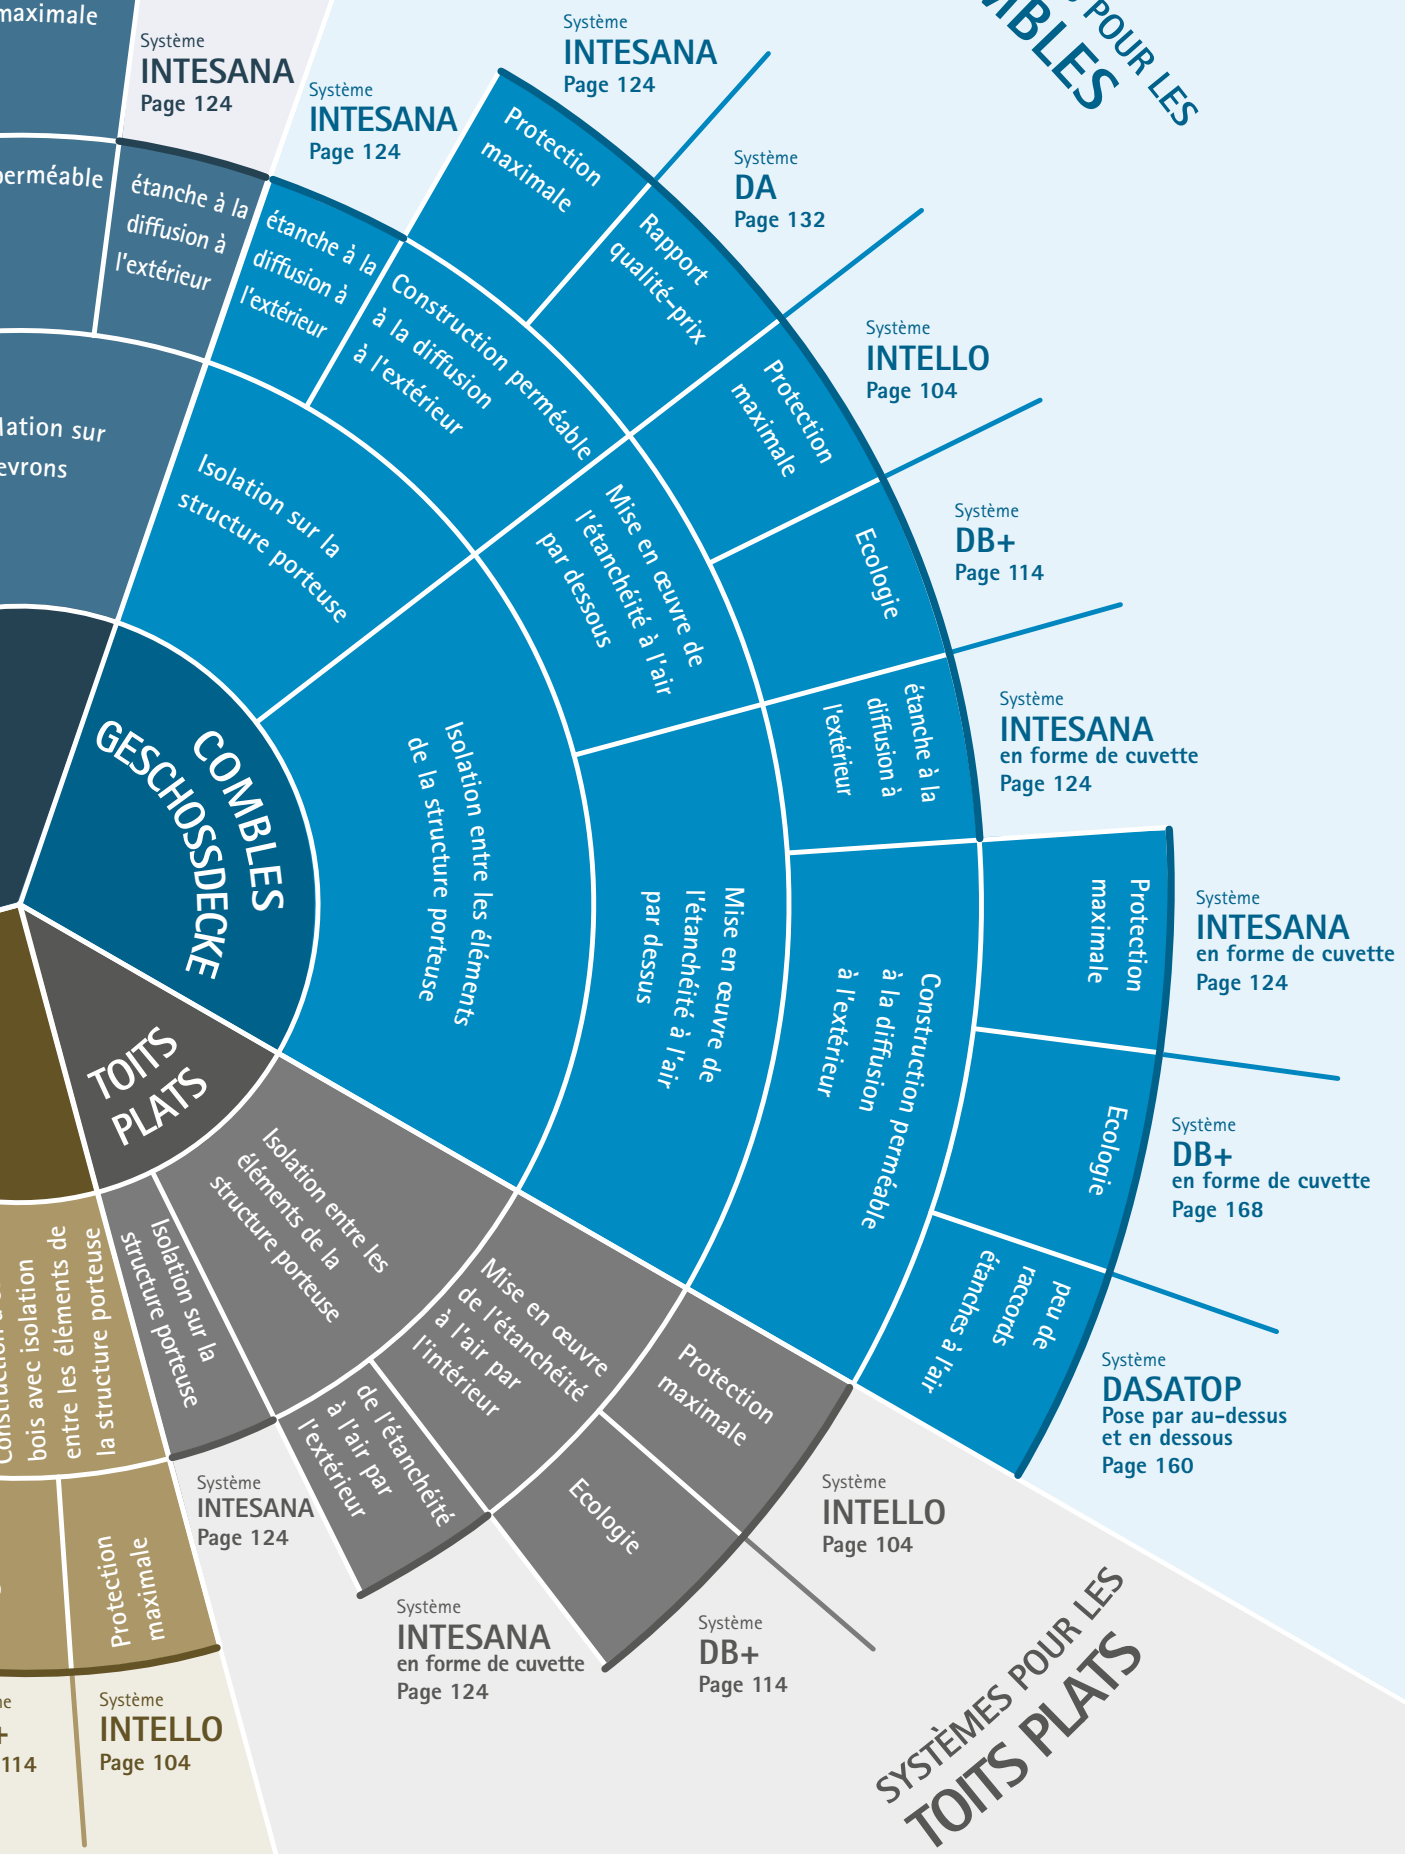 maximale
Système
INTESANA
Page 124
Système
INTESANA
Page 124
Système
INTESANA
Page 124
POUR LES
MBLES
perméable
étanche à la
diffusion à
l'extérieur
étanche à la
diffusion à
l'extérieur
Construction perméable
à la diffusion
à l'extérieur
Protection
maximale
Rapport
qualité-prix
Système
DA
Page 132
Protection
maximale
Système
INTELLO
Page 104
Ecologie
Système
DB+
Page 114
lation sur
evrons
Isolation sur la
structure porteuse
Mise en œuvre de
l'étanchéité à l'air
par dessous
étanche à la
diffusion à
l'extérieur
Système
INTESANA
en forme de cuvette
Page 124
COMBLES
GESCHOSSDECKE
Isolation entre les éléments
de la structure porteuse
Mise en œuvre de
l'étanchéité à l'air
par dessus
Construction perméable
à la diffusion
à l'extérieur
Protection
maximale
Système
INTESANA
en forme de cuvette
Page 124
Ecologie
Système
DB+
en forme de cuvette
Page 168
peu de
raccords
étanches à l'air
Système
DASATOP
Pose par au-dessus
et en dessous
Page 160
TOITS
PLATS
Isolation entre les
éléments de la
structure porteuse
Isolation sur la
structure porteuse
Mise en œuvre
de l'étanchéité
à l'air par
l'intérieur
de l'étanchéité
à l'air par
l'extérieur
Protection
maximale
Ecologie
Système
INTELLO
Page 104
Système
DB+
Page 114
Système
INTESANA
en forme de cuvette
Page 124
Système
INTESANA
Page 124
bois avec isolation
entre les éléments de
la structure porteuse
Protection
maximale
Système
INTELLO
Page 104
+
114
SYSTÈMES POUR LES
TOITS PLATS